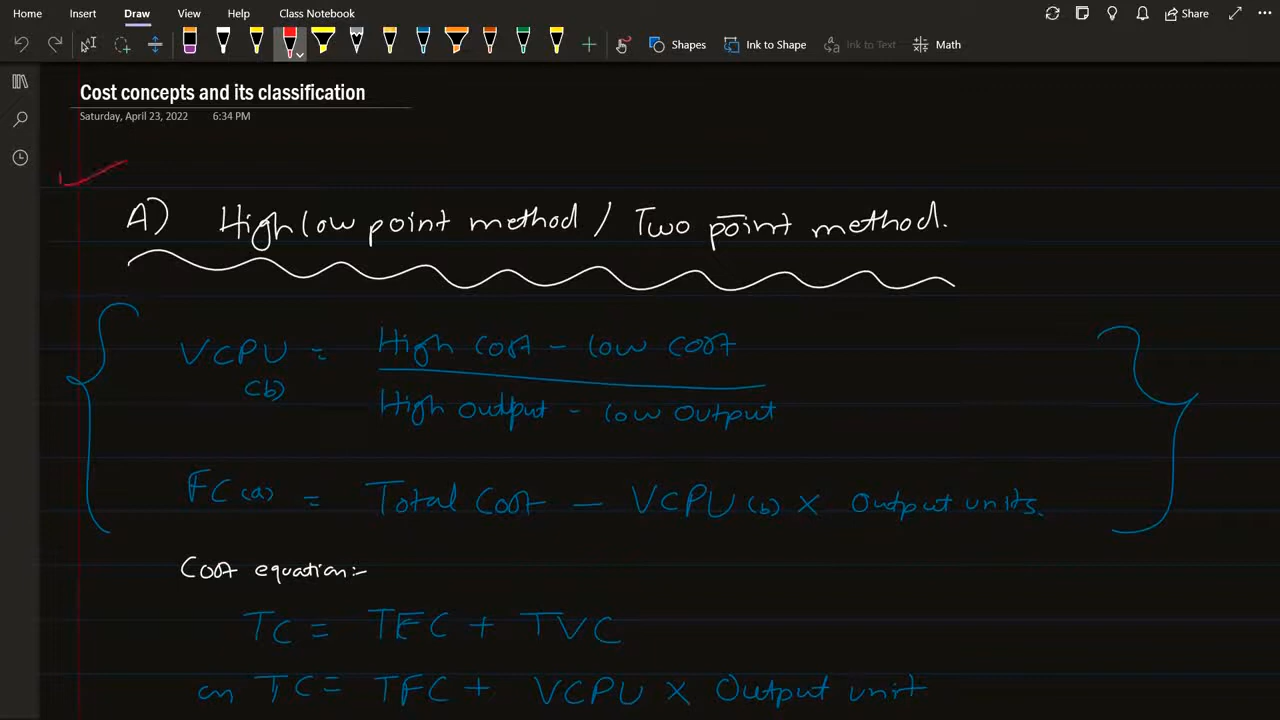 Home Insert Draw View Help Class Notebook Share
Shapes Ink to Shape Ink to Text Math
Cost concepts and its classification
Saturday, April 23, 2022 6:34 PM
A) High low point method / Two point method.
VCPU = High Cost - low cost
(b) High output - low output
FC (a) = Total Cost - VCPU (b) × Output units.
Cost equation:-
TC = TFC + TVC
or TC = TFC + VCPU × Output unit